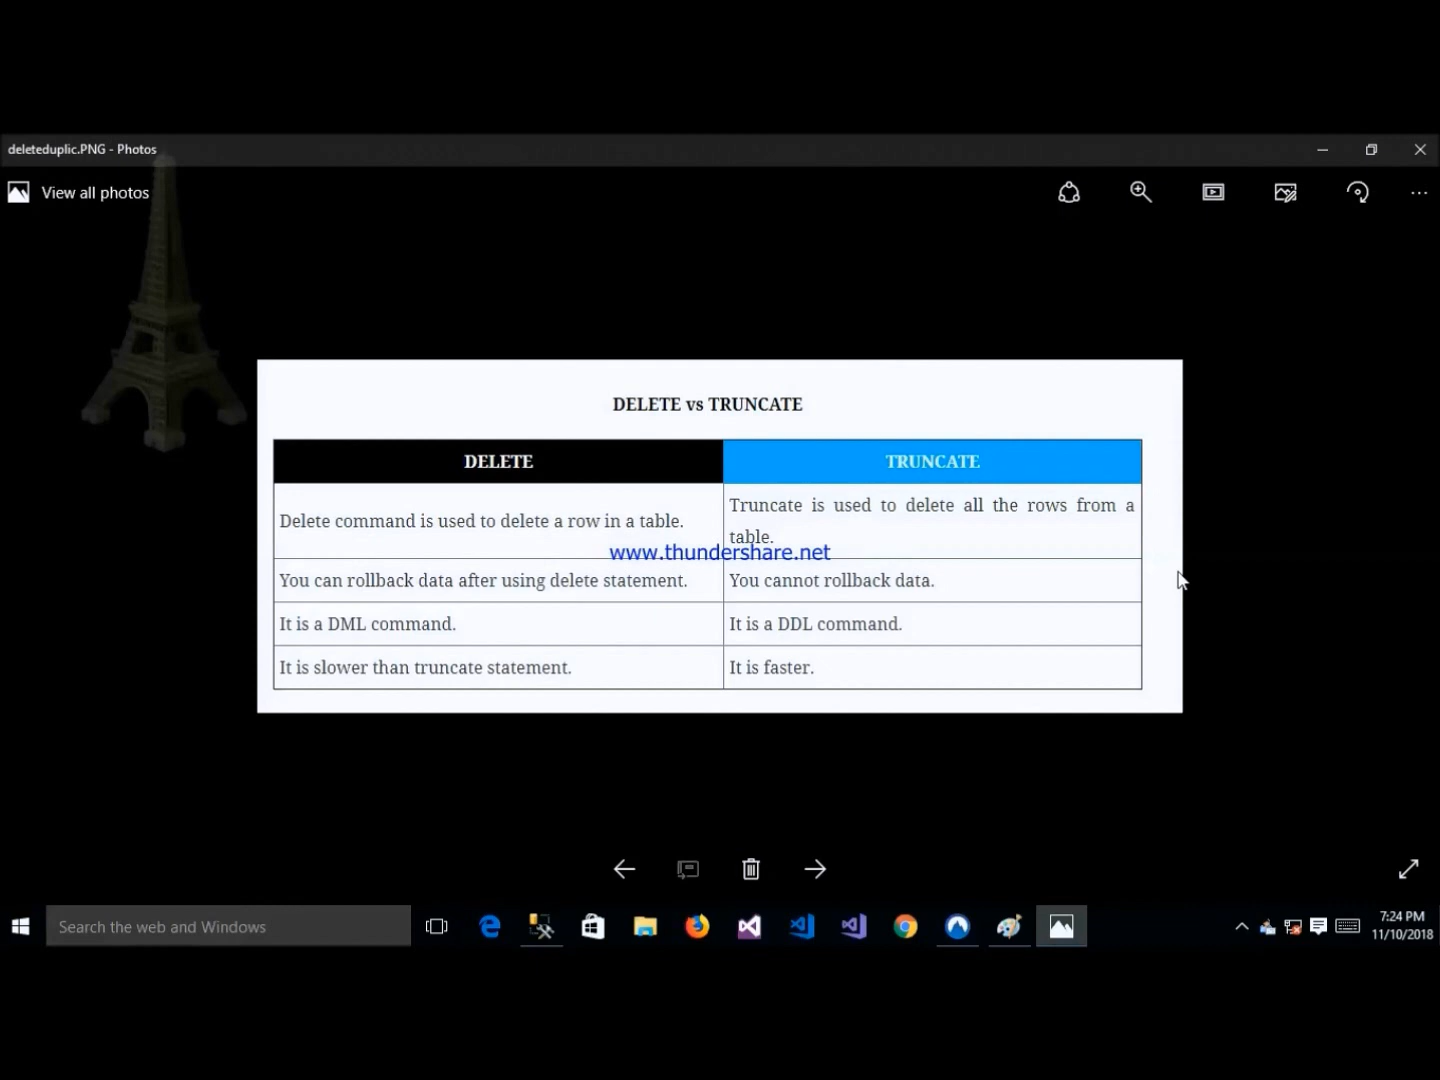 deleteduplic.PNG - Photos
View all photos
DELETE vs TRUNCATE
DELETE
TRUNCATE
Delete command is used to delete a row in a table.
Truncate is used to delete all the rows from a
table.
www.thundershare.net
You can rollback data after using delete statement.
You cannot rollback data.
It is a DML command.
It is a DDL command.
It is slower than truncate statement.
It is faster.
Search the web and Windows
7:24 PM
11/10/2018